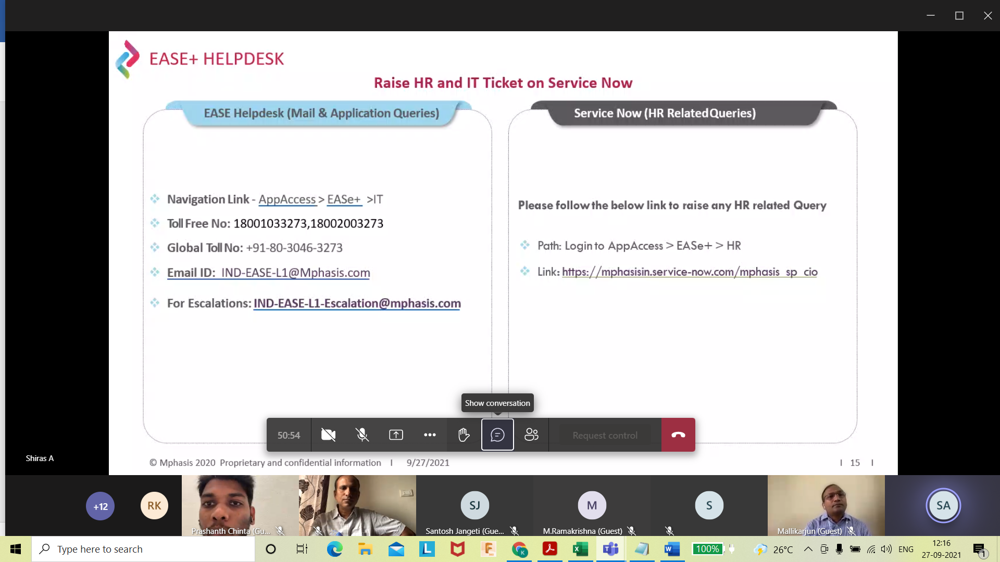 EASE+ HELPDESK
Raise HR and IT Ticket on Service Now
EASE Helpdesk (Mail & Application Queries)
Navigation Link - AppAccess > EASe+ >IT
Toll Free No: 18001033273,18002003273
Global Toll No: +91-80-3046-3273
Email ID: IND-EASE-L1@Mphasis.com
For Escalations: IND-EASE-L1-Escalation@mphasis.com
Service Now (HR Related Queries)
Please follow the below link to raise any HR related Query
Path: Login to AppAccess > EASe+ > HR
Link: https://mphasisin.service-now.com/mphasis_sp_cio
Show conversation
50:54
Request control
Shiras A
© Mphasis 2020 Proprietary and confidential information I 9/27/2021
I 15 I
+12
RK
SJ
M
S
SA
Prashanth Chinta (Gu...
Santosh Jangeti (Gue...
M.Ramakrishna (Guest)
Mallikarjun (Guest)
Type here to search
100%
26°C
ENG
12:16
27-09-2021
1